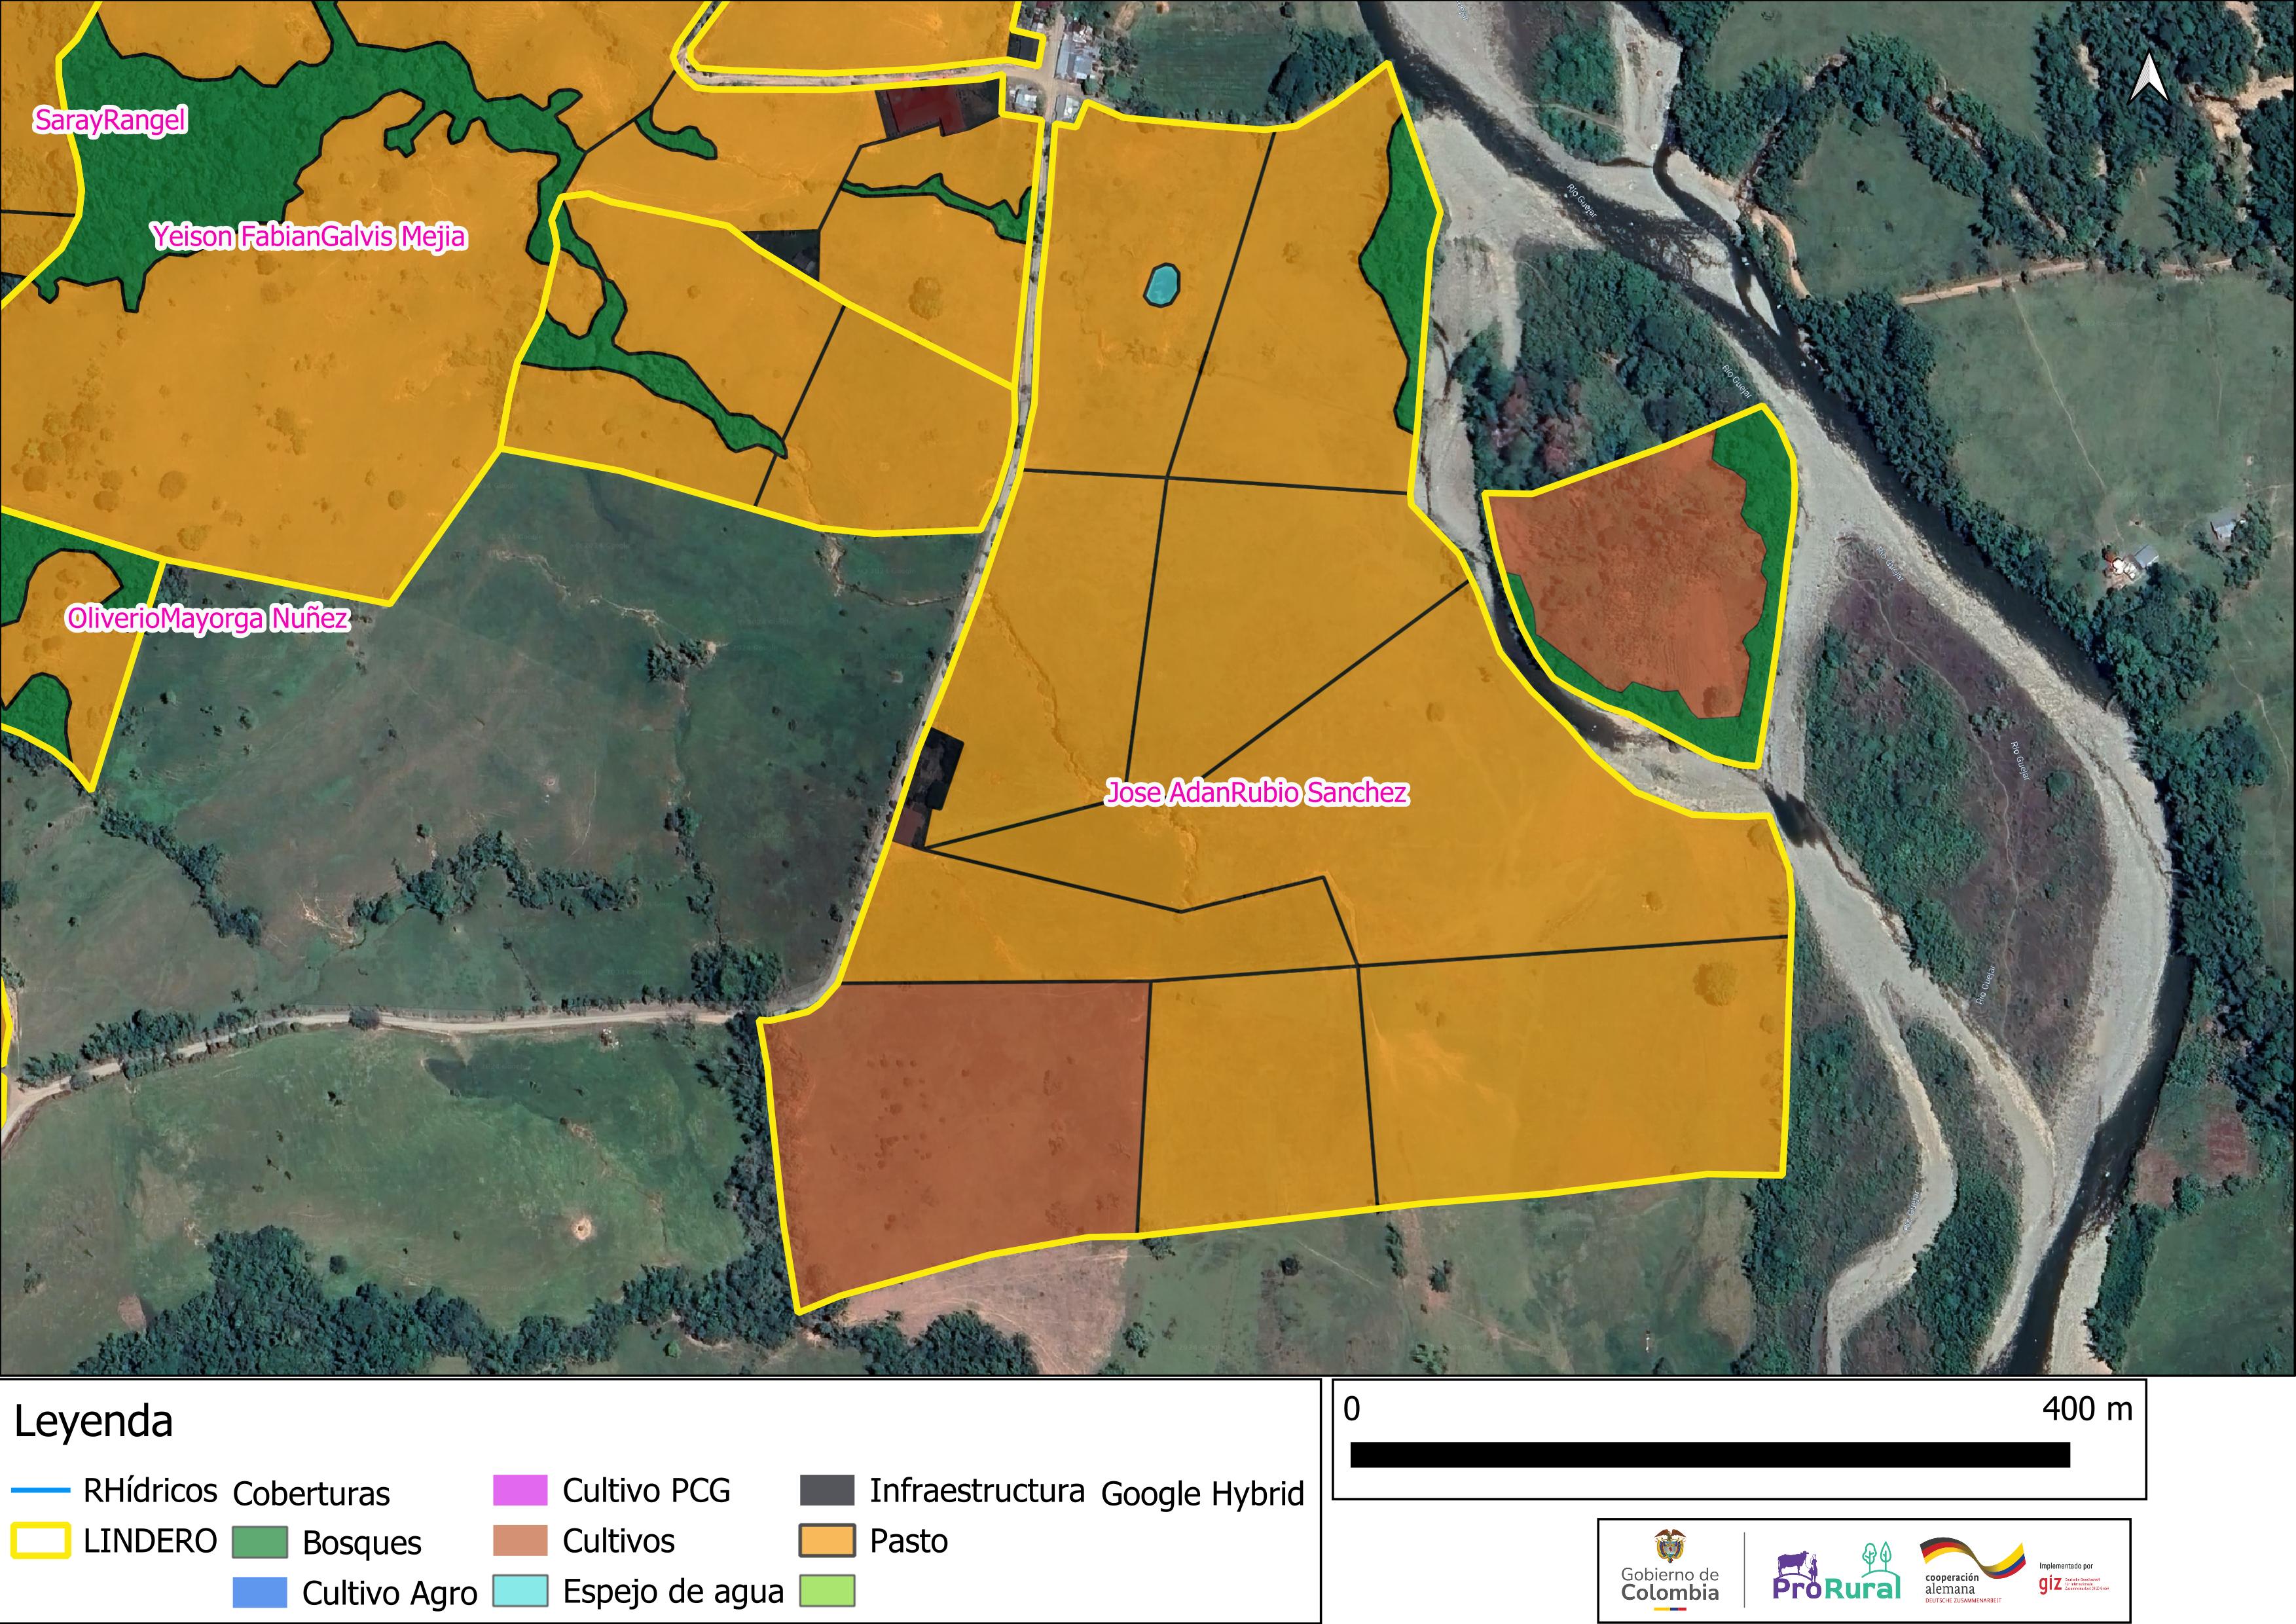 SarayRangel
Yeison FabianGalvis Mejia
Río Guejar
Río Guejar
OliverioMayorga Nuñez
Río Guejar
Río Guejar
Jose AdanRubio Sanchez
Río Guejar
Río Guejar
Leyenda
RHídricos
LINDERO
Coberturas
Bosques
Cultivo Agro
Cultivo PCG
Cultivos
Espejo de agua
Infraestructura
Pasto
Google Hybrid
0 400 m
Gobierno de
Colombia
ProRural
cooperación
alemana
DEUTSCHE ZUSAMMENARBEIT
Implementado por
giz